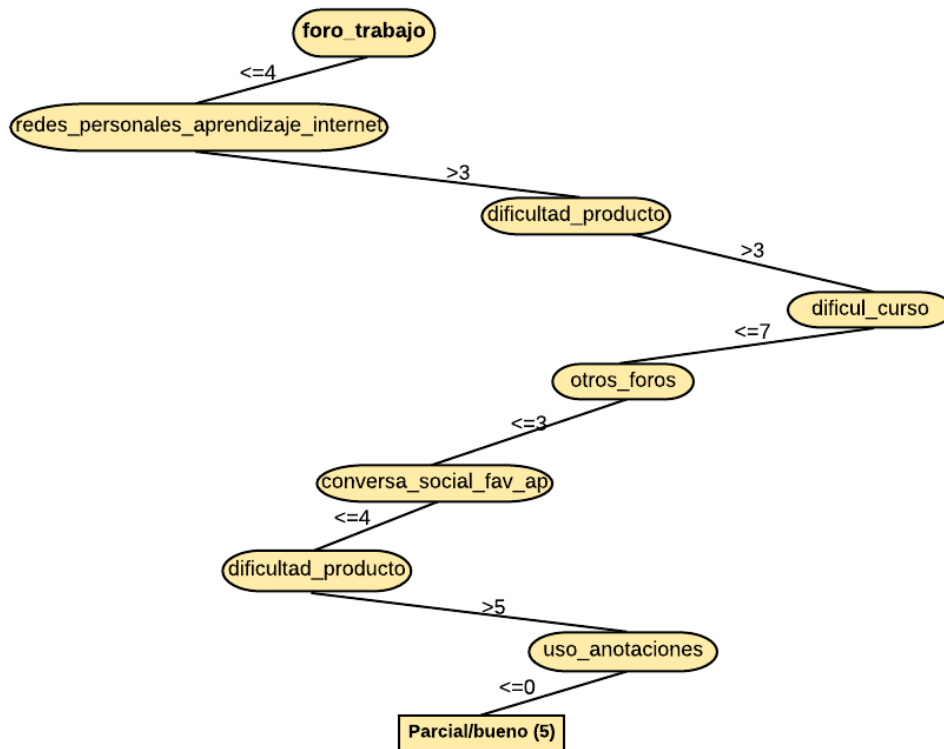 foro_trabajo
<=4
redes_personales_aprendizaje_internet
>3
dificultad_producto
>3
dificul_curso
<=7
otros_foros
<=3
conversa_social_fav_ap
<=4
dificultad_producto
>5
uso_anotaciones
<=0
Parcial/bueno (5)